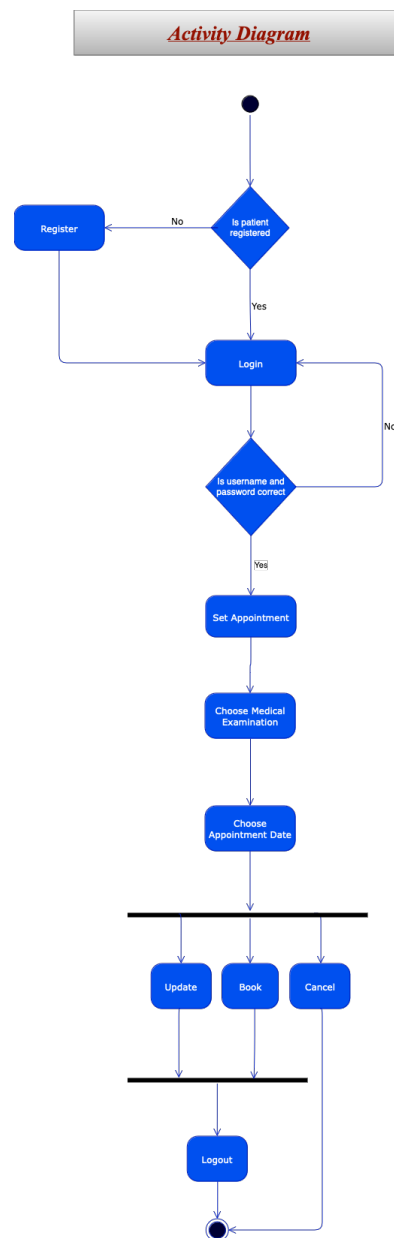 Activity Diagram
Is patient
registered
No
Register
Yes
Login
No
Is username and
password correct
Yes
Set Appointment
Choose Medical
Examination
Choose
Appointment Date
Update
Book
Cancel
Logout